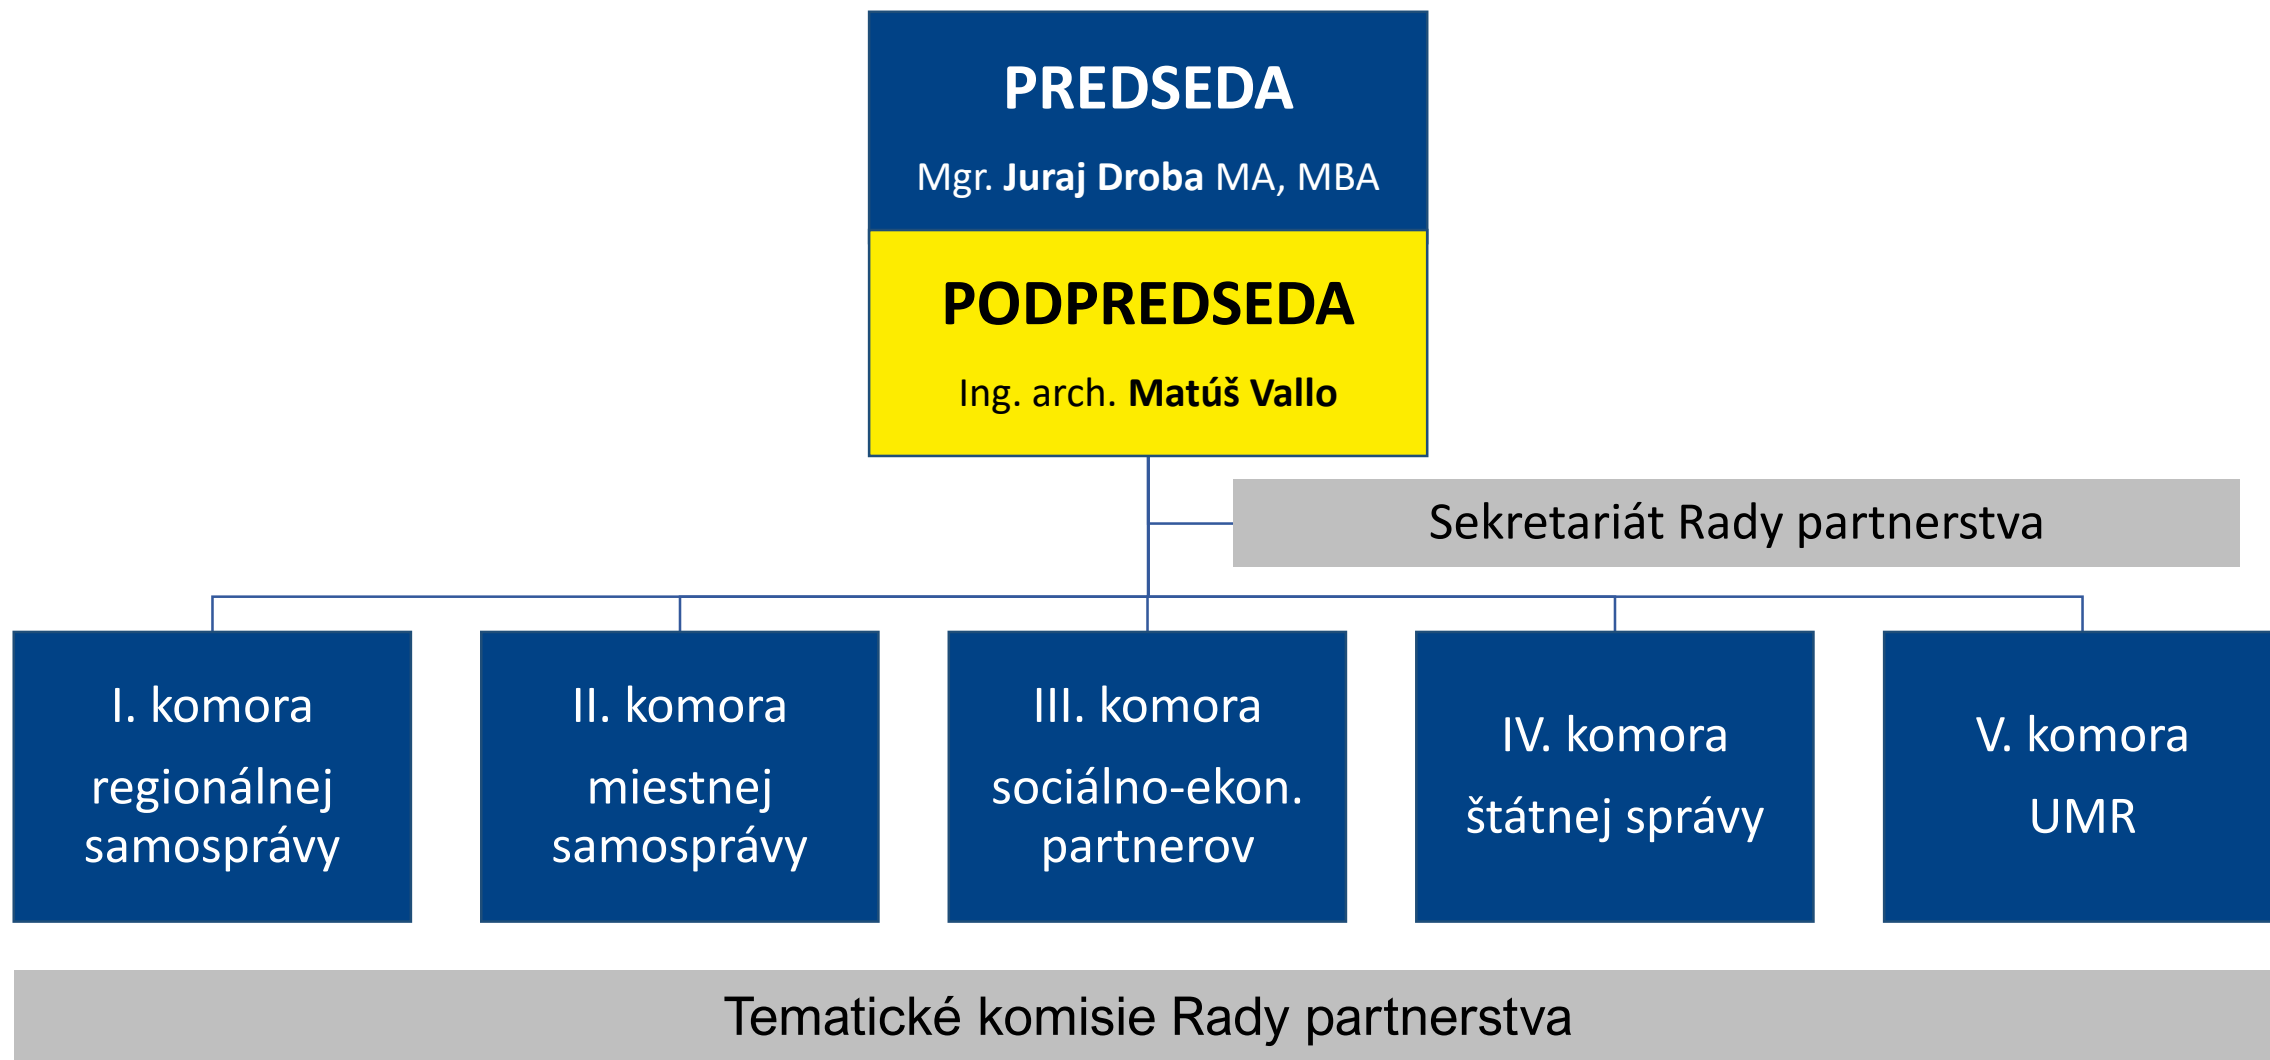 PREDSEDA
Mgr. Juraj Droba MA, MBA
PODPREDSEDA
Ing. arch. Matúš Vallo
Sekretariát Rady partnerstva
I. komora
regionálnej
samosprávy
II. komora
miestnej
samosprávy
III. komora
sociálno-ekon.
partnerov
IV. komora
štátnej správy
V. komora
UMR
Tematické komisie Rady partnerstva